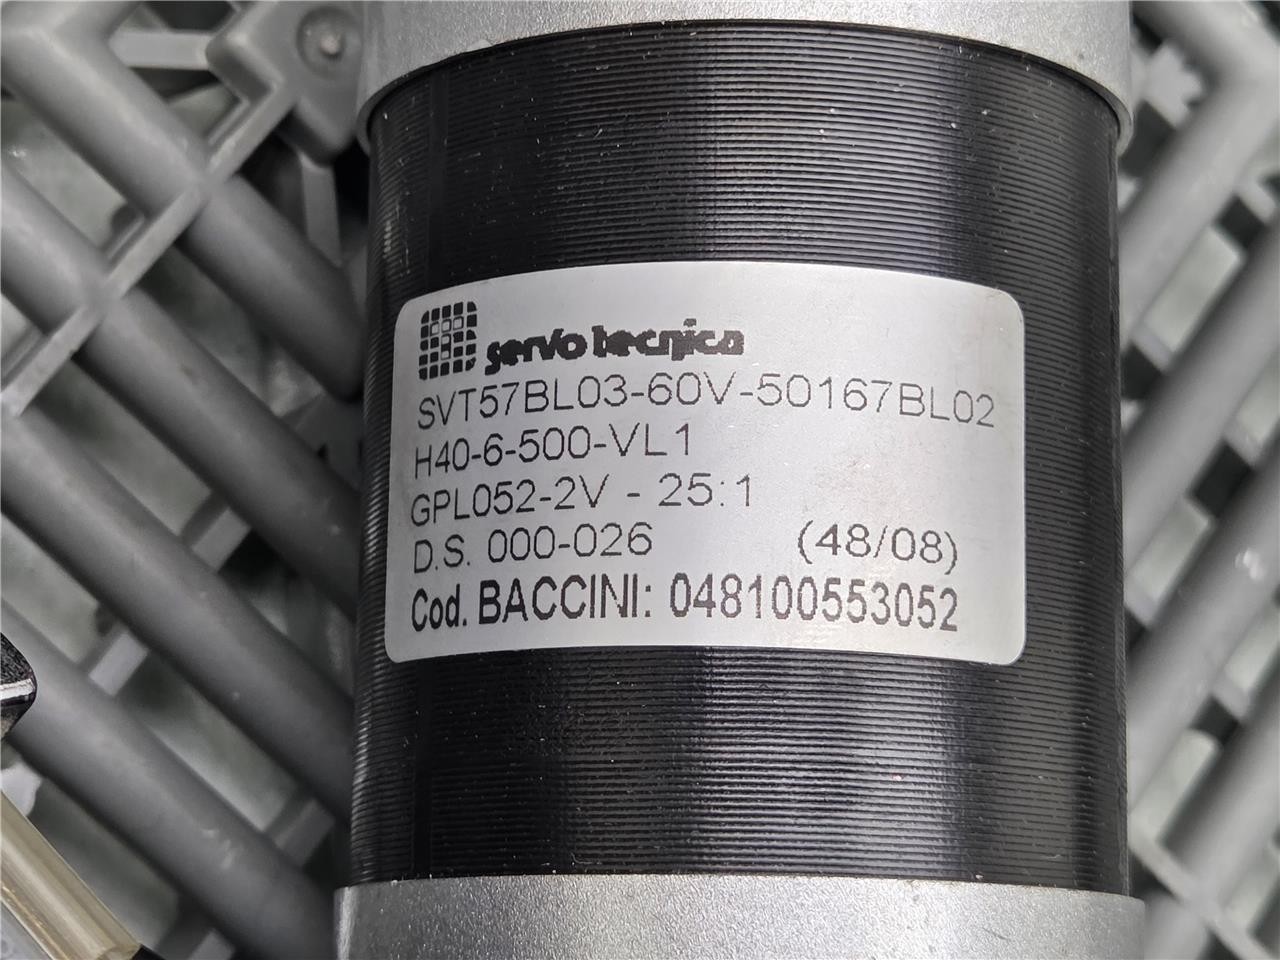 servo tecnica
SVT57BL03-60V-50167BL02
H40-6-500-VL1
GPL052-2V - 25:1
D.S. 000-026 (48/08)
Cod. BACCINI: 048100553052